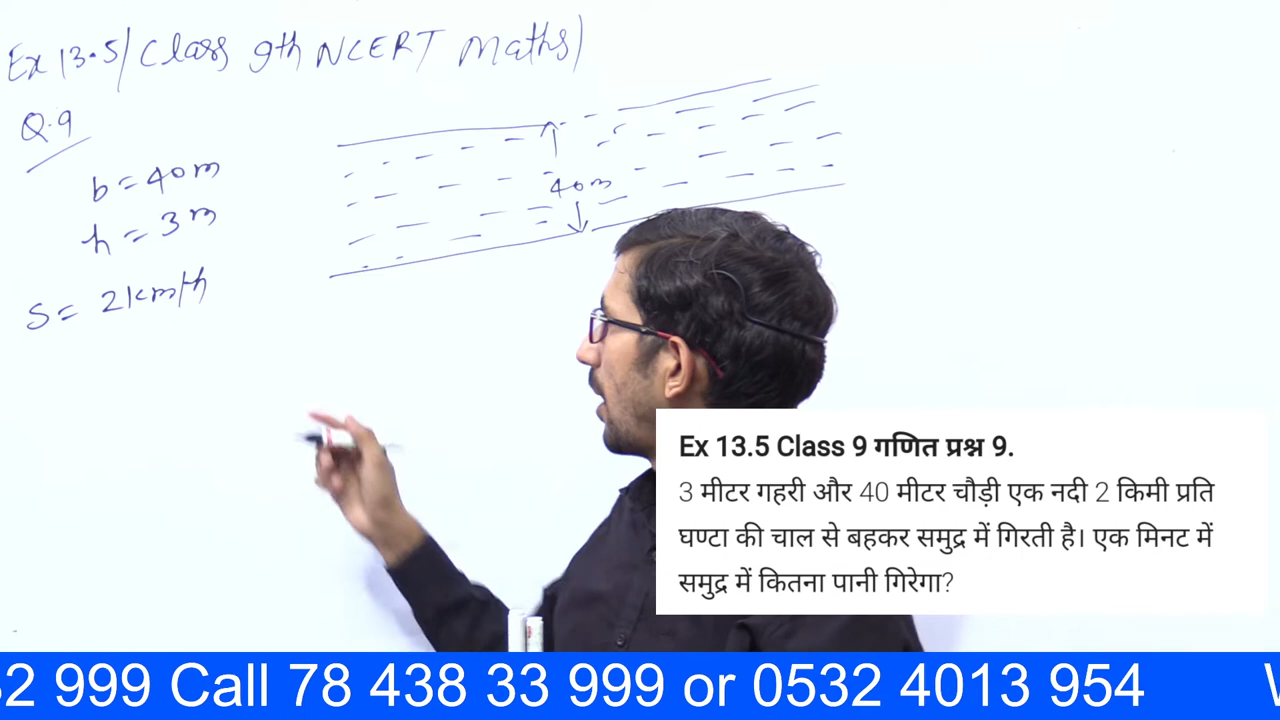 Ex 13.5/Class 9th NCERT Maths)
Q.9
b = 40m
h = 3m
S = 2km/h
40m
Ex 13.5 Class 9 गणित प्रश्न 9.
3 मीटर गहरी और 40 मीटर चौड़ी एक नदी 2 किमी प्रति
घण्टा की चाल से बहकर समुद्र में गिरती है। एक मिनट में
समुद्र में कितना पानी गिरेगा?
2 999 Call 78 438 33 999 or 0532 4013 954